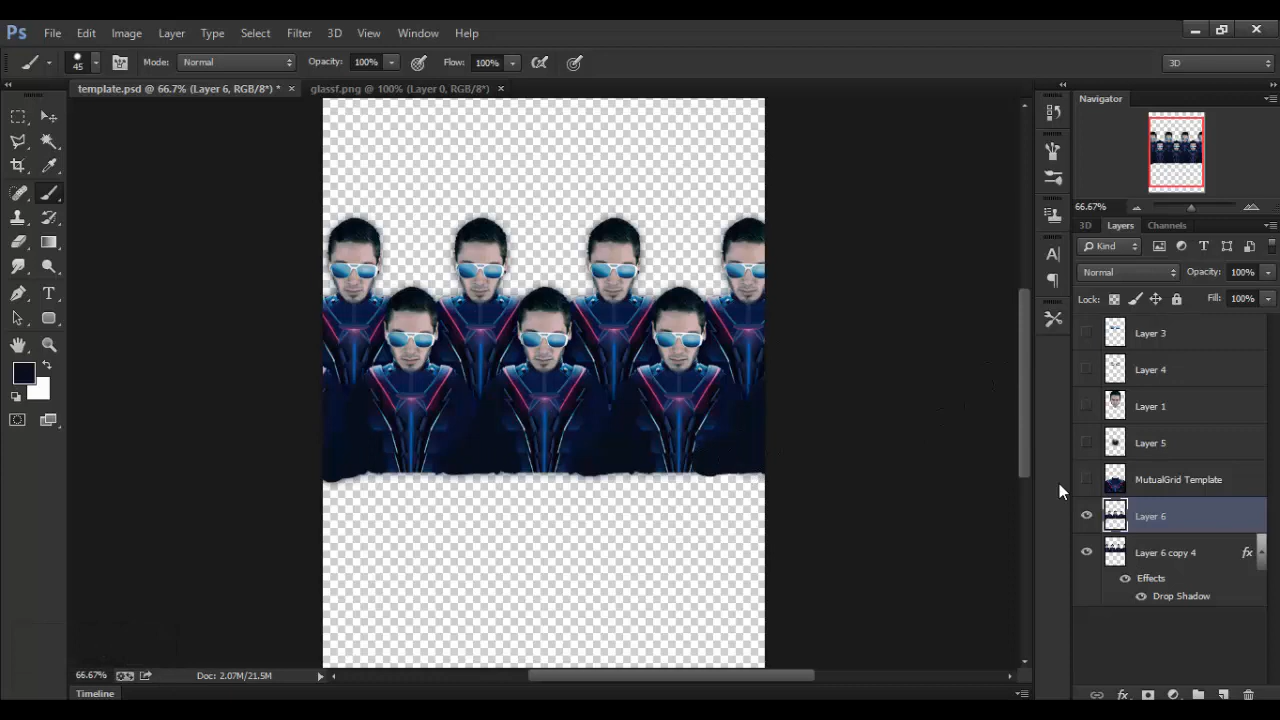 Ps File Edit Image Layer Type Select Filter 3D View Window Help
45 Mode: Normal Opacity: 100% Flow: 100% 3D
template.psd @ 66.7% (Layer 6, RGB/8*) * × glassf.png @ 100% (Layer 0, RGB/8*) ×
Navigator
66.67%
3D Layers Channels
Kind T
Normal Opacity: 100%
Lock: Fill: 100%
Layer 3
Layer 4
Layer 1
Layer 5
MutualGrid Template
Layer 6
Layer 6 copy 4 fx
Effects
Drop Shadow
66.67% Doc: 2.07M/21.5M
Timeline